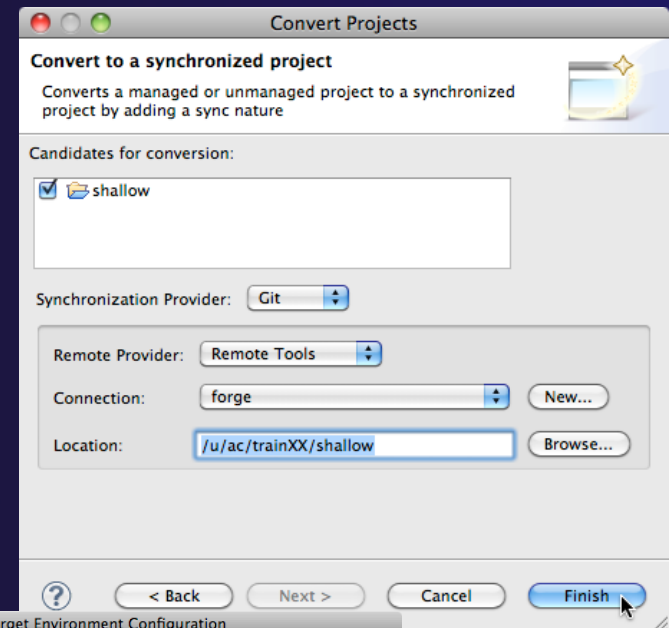 Convert Projects
Convert to a synchronized project
Converts a managed or unmanaged project to a synchronized
project by adding a sync nature
Candidates for conversion:
shallow
Synchronization Provider: Git
Remote Provider: Remote Tools
Connection: forge New...
Location: /u/ac/trainXX/shallow Browse...
? < Back Next > Cancel Finish
rget Environment Configuration